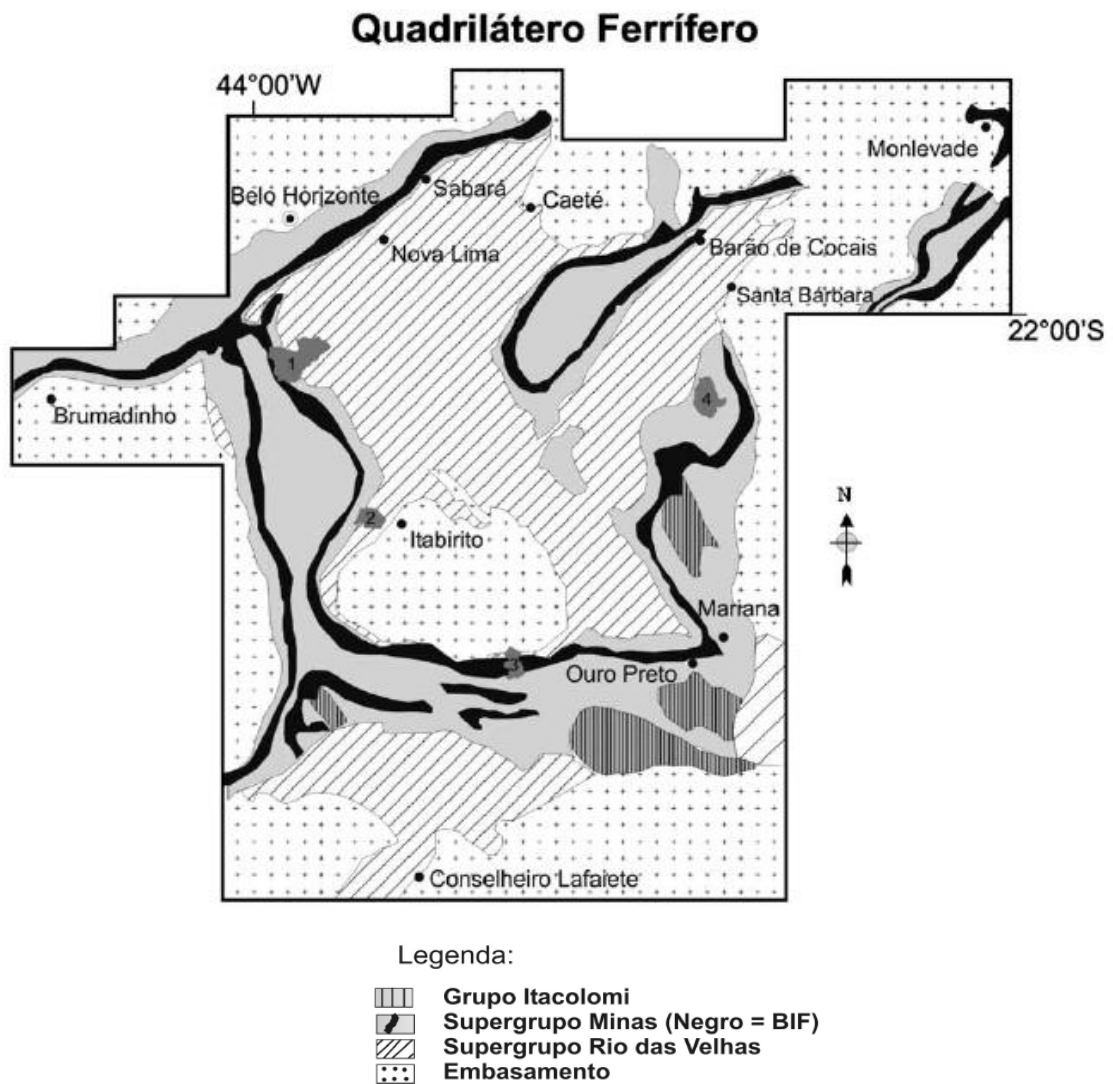 Quadrilátero Ferrífero
44°00'W
Monlevade
Sabará
Belo Horizonte
Caeté
Nova Lima
Barão de Cocais
Santa Bárbara
22°00'S
1
4
Brumadinho
N
2
Itabirito
Mariana
3
Ouro Preto
Conselheiro Lafaiete
Legenda:
Grupo Itacolomi
Supergrupo Minas (Negro = BIF)
Supergrupo Rio das Velhas
Embasamento